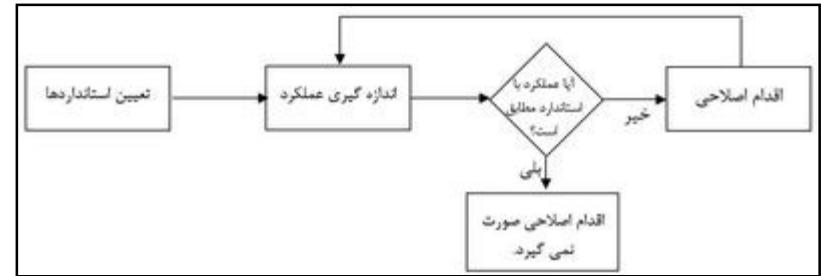 تعیین استانداردها
اندازه گیری عملکرد
آیا عملکرد با
استاندارد مطابق
است؟
خیر
اقدام اصلاحی
بلی
اقدام اصلاحی صورت
نمی گیرد.